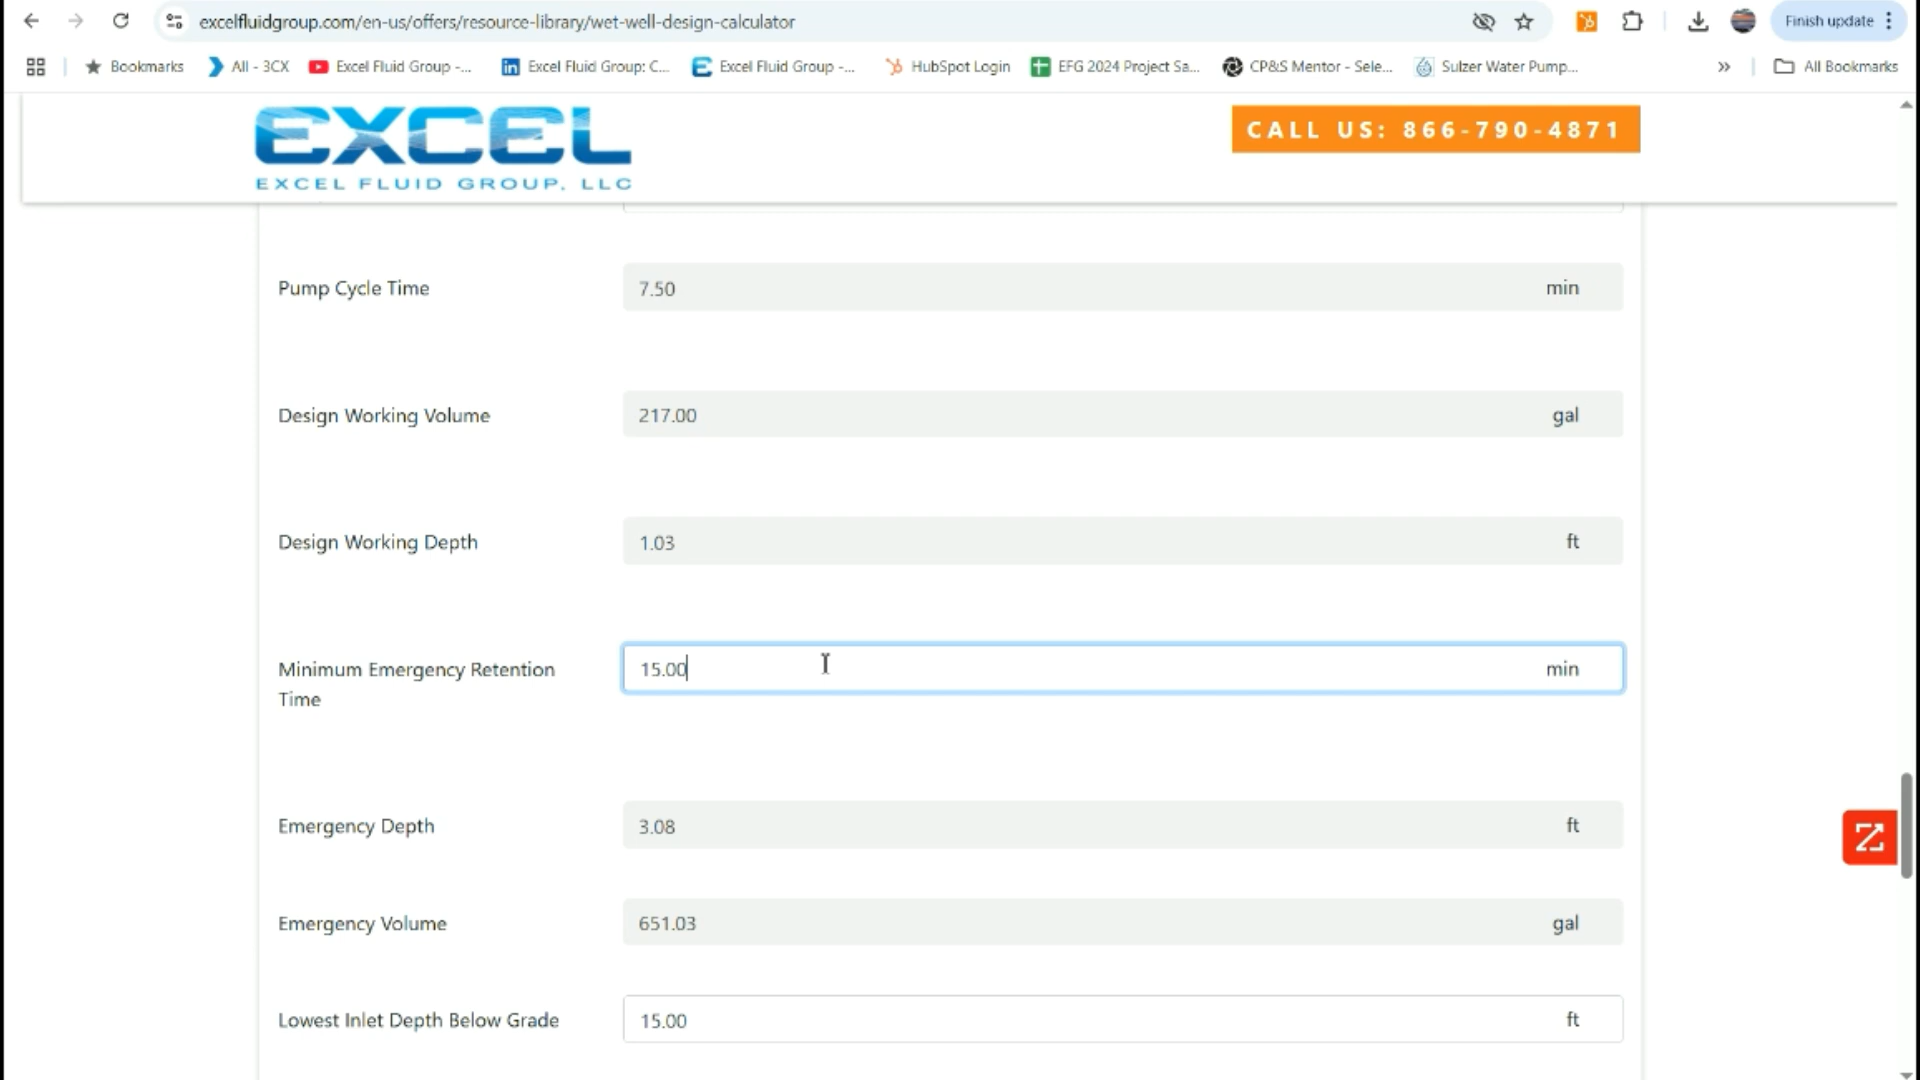 excelfluidgroup.com/en-us/offers/resource-library/wet-well-design-calculator
Finish update
Bookmarks
All - 3CX
Excel Fluid Group -...
Excel Fluid Group: C...
Excel Fluid Group -...
HubSpot Login
EFG 2024 Project Sa...
CP&S Mentor - Sele...
Sulzer Water Pump...
»
All Bookmarks
EXCEL
EXCEL FLUID GROUP, LLC
CALL US: 866-790-4871
Pump Cycle Time 7.50 min
Design Working Volume 217.00 gal
Design Working Depth 1.03 ft
Minimum Emergency Retention
Time
15.00 min
Emergency Depth 3.08 ft
Emergency Volume 651.03 gal
Lowest Inlet Depth Below Grade 15.00 ft